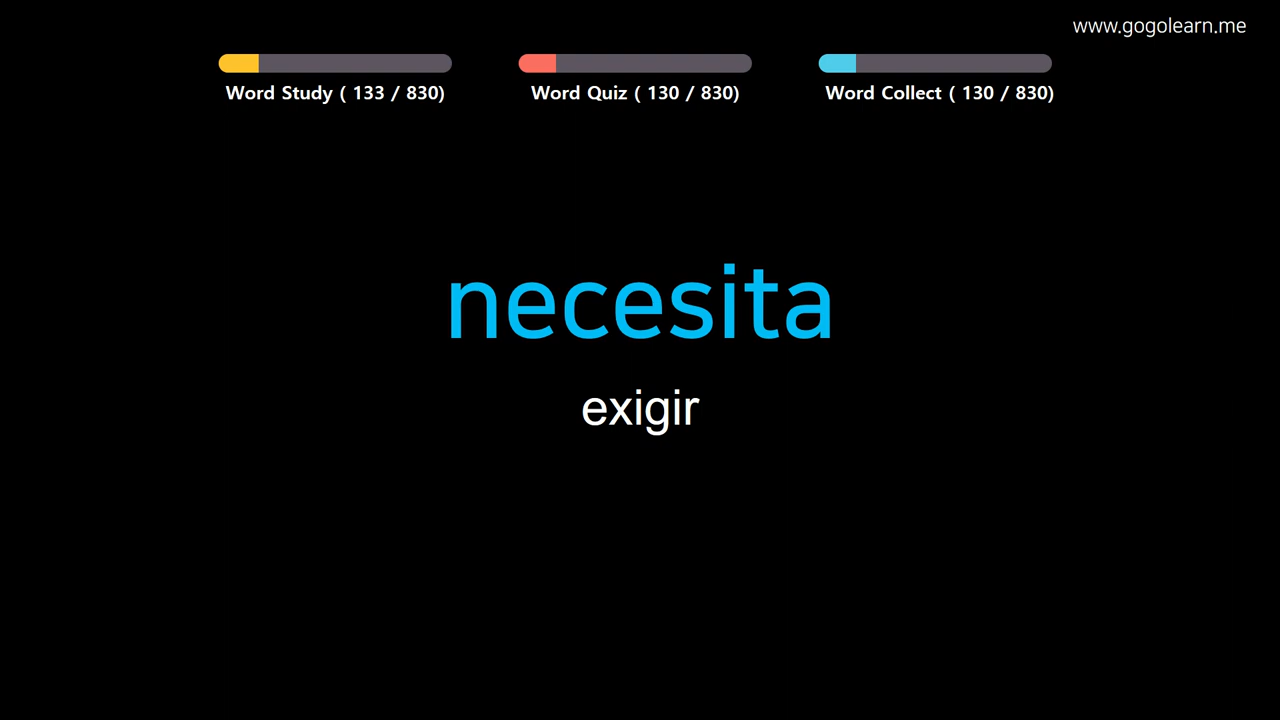 www.gogolearn.me
Word Study ( 133 / 830)
Word Quiz ( 130 / 830)
Word Collect ( 130 / 830)
necesita
exigir